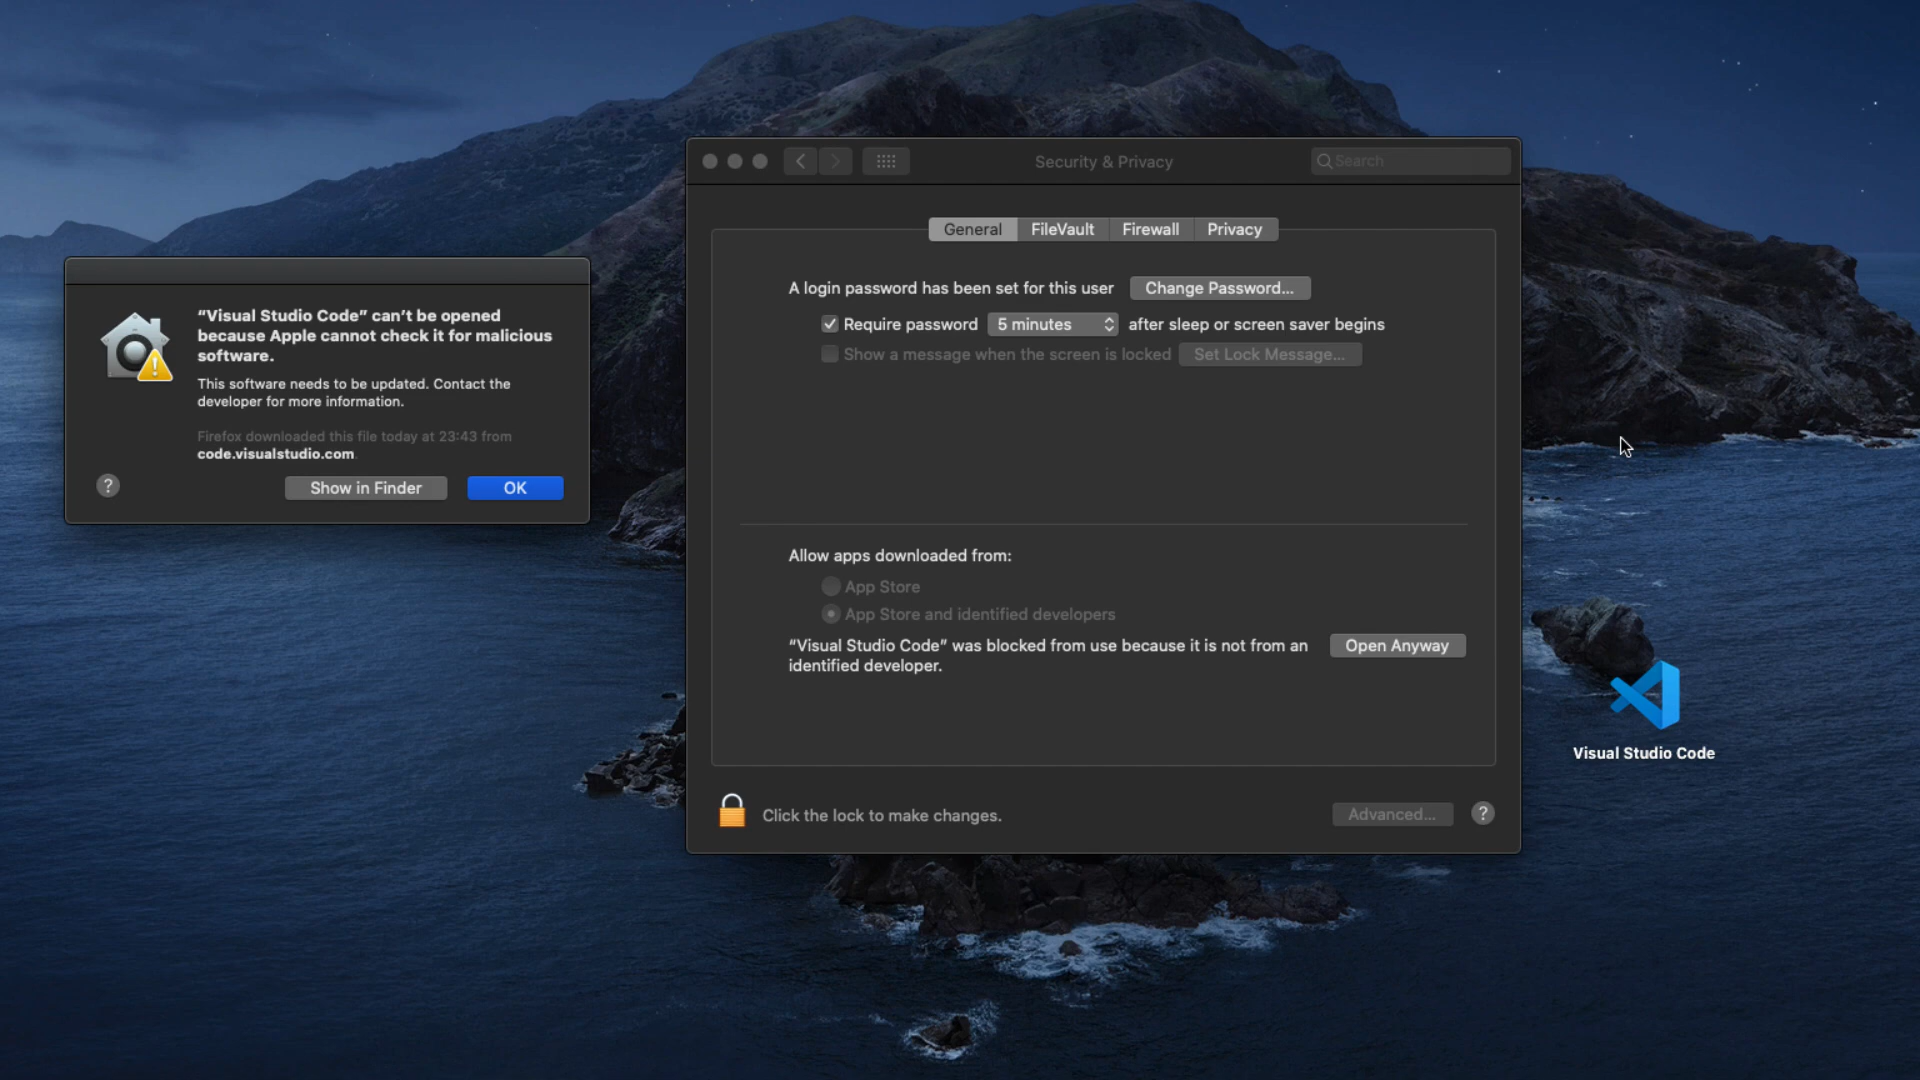 “Visual Studio Code” can’t be opened
because Apple cannot check it for malicious
software.
This software needs to be updated. Contact the
developer for more information.
Firefox downloaded this file today at 23:43 from
code.visualstudio.com
?
Show in Finder
OK
Security & Privacy
Search
General
FileVault
Firewall
Privacy
A login password has been set for this user
Change Password...
Require password
5 minutes
after sleep or screen saver begins
Show a message when the screen is locked
Set Lock Message...
Allow apps downloaded from:
App Store
App Store and identified developers
“Visual Studio Code” was blocked from use because it is not from an
identified developer.
Open Anyway
Click the lock to make changes.
Advanced...
?
Visual Studio Code